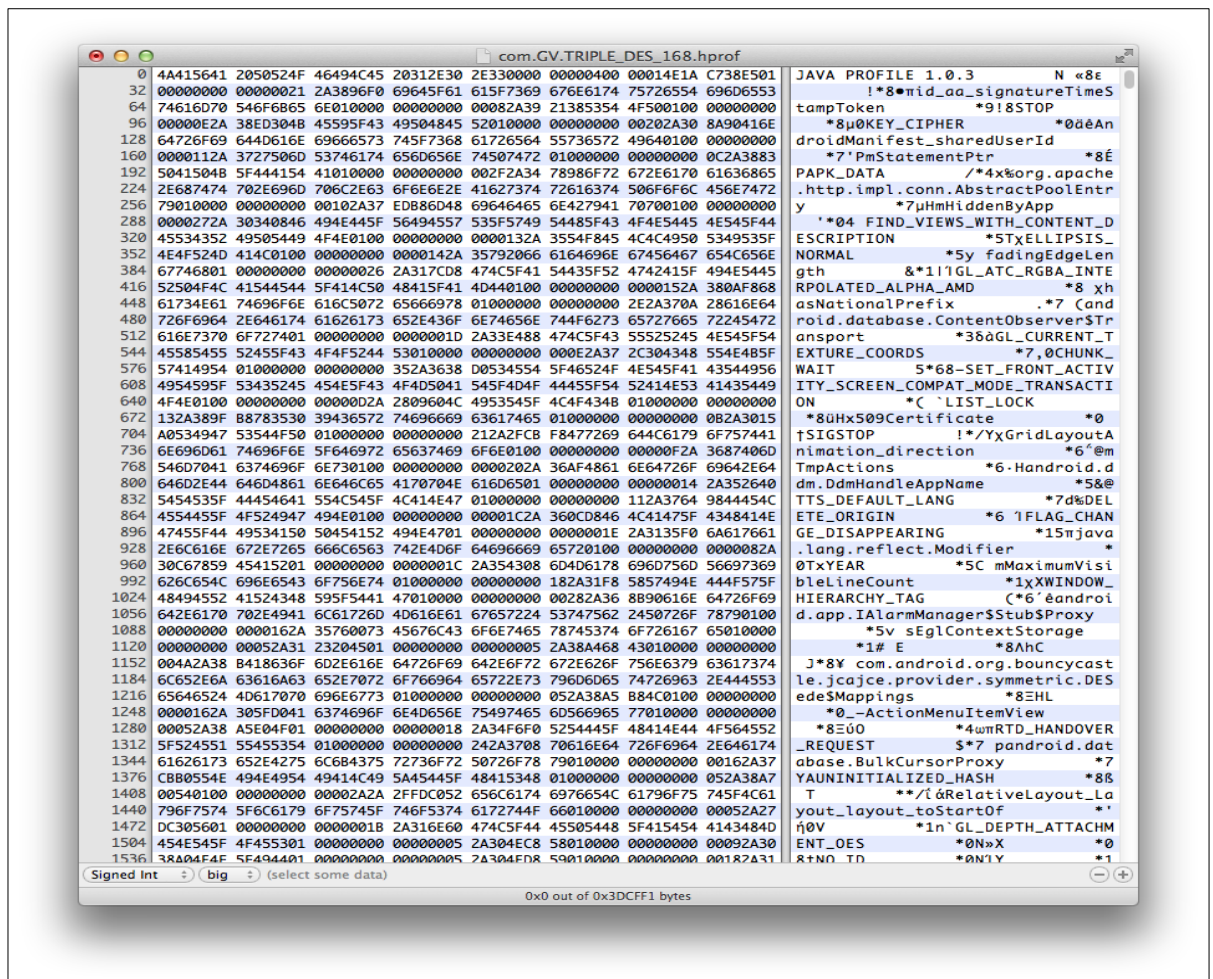 com.GV.TRIPLE_DES_168.hprof
0 4A415641 2050524F 46494C45 20312E30 2E330000 00000400 00014E1A C738E501 JAVA PROFILE 1.0.3 N «8ε
32 00000000 00000021 2A3896F0 69645F61 615F7369 676E6174 75726554 696D6553 !*8●πid_aa_signatureTimeS
64 74616D70 546F6B65 6E010000 00000000 00082A39 21385354 4F500100 00000000 tampToken *9!8STOP
96 00000E2A 38ED304B 45595F43 49504845 52010000 00000000 00202A30 8A90416E *8μ0KEY_CIPHER *0äêAn
128 64726F69 644D616E 69666573 745F7368 61726564 55736572 49640100 00000000 droidManifest_sharedUserId
160 0000112A 3727506D 53746174 656D656E 74507472 01000000 00000000 0C2A3883 *7'PmStatementPtr *8É
192 5041504B 5F444154 41010000 00000000 002F2A34 78986F72 672E6170 61636865 PAPK_DATA /*4x%org.apache
224 2E687474 702E696D 706C2E63 6F6E6E2E 41627374 72616374 506F6F6C 456E7472 .http.impl.conn.AbstractPoolEntr
256 79010000 00000000 00102A37 EDB86D48 69646465 6E427941 70700100 00000000 y *7μHmHiddenByApp
288 0000272A 30340846 494E445F 56494557 535F5749 54485F43 4F4E5445 4E545F44 '*04 FIND_VIEWS_WITH_CONTENT_D
320 45534352 49505449 4F4E0100 00000000 0000132A 3554F845 4C4C4950 5349535F ESCRIPTION *5TχELLIPSIS_
352 4E4F524D 414C0100 00000000 0000142A 35792066 6164696E 67456467 654C656E NORMAL *5y fadingEdgeLen
384 67746801 00000000 00000026 2A317CD8 474C5F41 54435F52 4742415F 494E5445 gth &*1|ΊGL_ATC_RGBA_INTE
416 52504F4C 41544544 5F414C50 48415F41 4D440100 00000000 0000152A 380AF868 RPOLATED_ALPHA_AMD *8 χh
448 61734E61 74696F6E 616C5072 65666978 01000000 00000000 2E2A370A 28616E64 asNationalPrefix .*7 (and
480 726F6964 2E646174 61626173 652E436F 6E74656E 744F6273 65727665 72245472 roid.database.ContentObserver$Tr
512 616E7370 6F727401 00000000 0000001D 2A33E488 474C5F43 55525245 4E545F54 ansport *3δàGL_CURRENT_T
544 45585455 52455F43 4F4F5244 53010000 00000000 000E2A37 2C304348 554E4B5F EXTURE_COORDS *7,0CHUNK_
576 57414954 01000000 00000000 352A3638 D0534554 5F46524F 4E545F41 43544956 WAIT 5*68–SET_FRONT_ACTIV
608 4954595F 53435245 454E5F43 4F4D5041 545F4D4F 44455F54 52414E53 41435449 ITY_SCREEN_COMPAT_MODE_TRANSACTI
640 4F4E0100 00000000 00000D2A 2809604C 4953545F 4C4F434B 01000000 00000000 ON *( `LIST_LOCK
672 132A389F B8783530 39436572 74696669 63617465 01000000 00000000 0B2A3015 *8üHx509Certificate *0
704 A0534947 53544F50 01000000 00000000 212A2FCB F8477269 644C6179 6F757441 †SIGSTOP !*/YχGridLayoutA
736 6E696D61 74696F6E 5F646972 65637469 6F6E0100 00000000 00000F2A 3687406D nimation_direction *6΅@m
768 546D7041 6374696F 6E730100 00000000 0000202A 36AF4861 6E64726F 69642E64 TmpActions *6·Handroid.d
800 646D2E44 646D4861 6E646C65 4170704E 616D6501 00000000 00000014 2A352640 dm.DdmHandleAppName *5&@
832 5454535F 44454641 554C545F 4C414E47 01000000 00000000 112A3764 9844454C TTS_DEFAULT_LANG *7d%DEL
864 4554455F 4F524947 494E0100 00000000 00001C2A 360CD846 4C41475F 4348414E ETE_ORIGIN *6 ΊFLAG_CHAN
896 47455F44 49534150 50454152 494E4701 00000000 0000001E 2A3135F0 6A617661 GE_DISAPPEARING *15πjava
928 2E6C616E 672E7265 666C6563 742E4D6F 64696669 65720100 00000000 0000082A .lang.reflect.Modifier *
960 30C67859 45415201 00000000 0000001C 2A354308 6D4D6178 696D756D 56697369 0ТxYEAR *5C mMaximumVisi
992 626C654C 696E6543 6F756E74 01000000 00000000 182A31F8 5857494E 444F575F bleLineCount *1χXWINDOW_
1024 48494552 41524348 595F5441 47010000 00000000 00282A36 8B90616E 64726F69 HIERARCHY_TAG (*6΄êandroi
1056 642E6170 702E4941 6C61726D 4D616E61 67657224 53747562 2450726F 78790100 d.app.IAlarmManager$Stub$Proxy
1088 00000000 0000162A 35760073 45676C43 6F6E7465 78745374 6F726167 65010000 *5v sEglContextStorage
1120 00000000 00052A31 23204501 00000000 00000005 2A38A468 43010000 00000000 *1# E *8ΛhC
1152 004A2A38 B418636F 6D2E616E 64726F69 642E6F72 672E626F 756E6379 63617374 J*8¥ com.android.org.bouncycast
1184 6C652E6A 63616A63 652E7072 6F766964 65722E73 796D6D65 74726963 2E444553 le.jcajce.provider.symmetric.DES
1216 65646524 4D617070 696E6773 01000000 00000000 052A38A5 B84C0100 00000000 ede$Mappings *8ΞHL
1248 0000162A 305FD041 6374696F 6E4D656E 75497465 6D566965 77010000 00000000 *0_–ActionMenuItemView
1280 00052A38 A5E04F01 00000000 00000018 2A34F6F0 5254445F 48414E44 4F564552 *8ΞύO *4ωπRTD_HANDOVER
1312 5F524551 55455354 01000000 00000000 242A3708 70616E64 726F6964 2E646174 _REQUEST $*7 pandroid.dat
1344 61626173 652E4275 6C6B4375 72736F72 50726F78 79010000 00000000 00162A37 abase.BulkCursorProxy *7
1376 CBB0554E 494E4954 49414C49 5A45445F 48415348 01000000 00000000 052A38A7 YAUNINITIALIZED_HASH *8ß
1408 00540100 00000000 00002A2A 2FFDC052 656C6174 6976654C 61796F75 745F4C61 T **/ΐάRelativeLayout_La
1440 796F7574 5F6C6179 6F75745F 746F5374 6172744F 66010000 00000000 00052A27 yout_layout_toStartOf *'
1472 DC305601 00000000 0000001B 2A316E60 474C5F44 45505448 5F415454 4143484D ή0V *1n`GL_DEPTH_ATTACHM
1504 454E545F 4F455301 00000000 00000005 2A304EC8 58010000 00000000 00092A30 ENT_OES *0N»X *0
1536 38A04E4F 5F494401 00000000 00000005 2A304ED8 59010000 00000000 00182A31 8†NO_ID *0NΊY *1
Signed Int big (select some data)
0x0 out of 0x3DCFF1 bytes